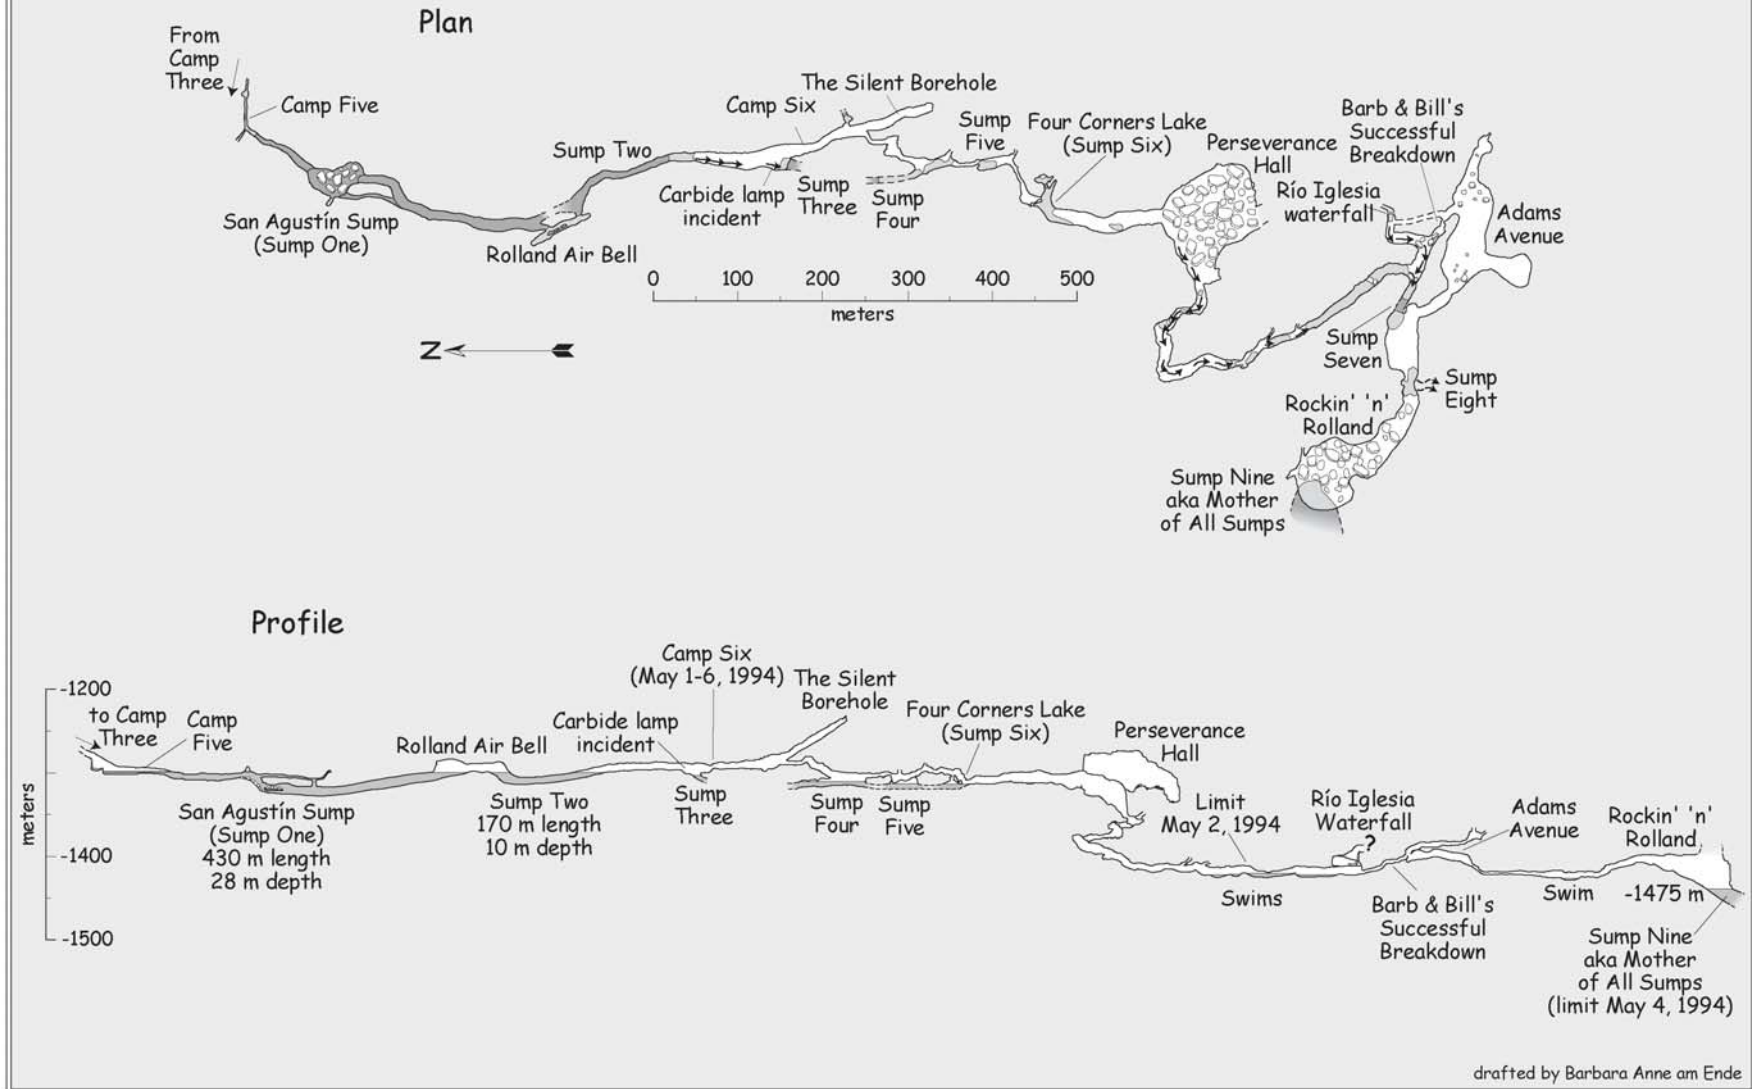 Plan
From
Camp
Three
Camp Five
San Agustín Sump
(Sump One)
Rolland Air Bell
Sump Two
Camp Six
The Silent Borehole
Carbide lamp
incident
Sump
Three
Sump
Four
Sump
Five
Four Corners Lake
(Sump Six)
Perseverance
Hall
Barb & Bill's
Successful
Breakdown
Río Iglesia
waterfall
Adams
Avenue
0 100 200 300 400 500
meters
N
Sump
Seven
Sump
Eight
Rockin' 'n'
Rolland
Sump Nine
aka Mother
of All Sumps
Profile
-1200
-1400
-1500
meters
to Camp
Three
Camp
Five
San Agustín Sump
(Sump One)
430 m length
28 m depth
Rolland Air Bell
Sump Two
170 m length
10 m depth
Carbide lamp
incident
Camp Six
(May 1-6, 1994)
Sump
Three
The Silent
Borehole
Sump
Four
Sump
Five
Four Corners Lake
(Sump Six)
Perseverance
Hall
Limit
May 2, 1994
Swims
Río Iglesia
Waterfall
?
Barb & Bill's
Successful
Breakdown
Adams
Avenue
Swim
Rockin' 'n'
Rolland
-1475 m
Sump Nine
aka Mother
of All Sumps
(limit May 4, 1994)
drafted by Barbara Anne am Ende